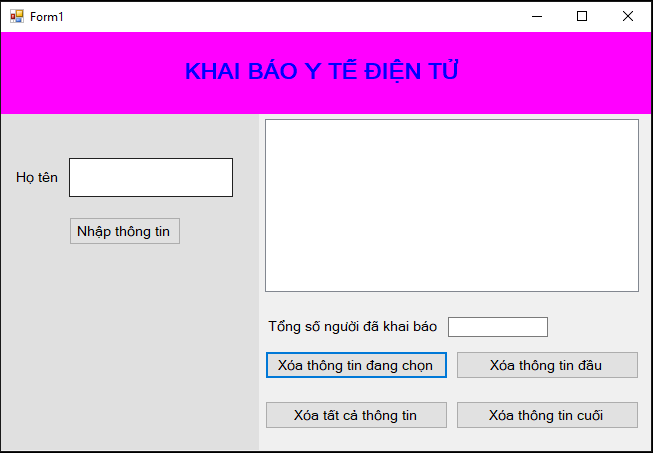 Form1
KHAI BÁO Y TẾ ĐIỆN TỬ
Họ tên
Nhập thông tin
Tổng số người đã khai báo
Xóa thông tin đang chọn
Xóa thông tin đầu
Xóa tất cả thông tin
Xóa thông tin cuối